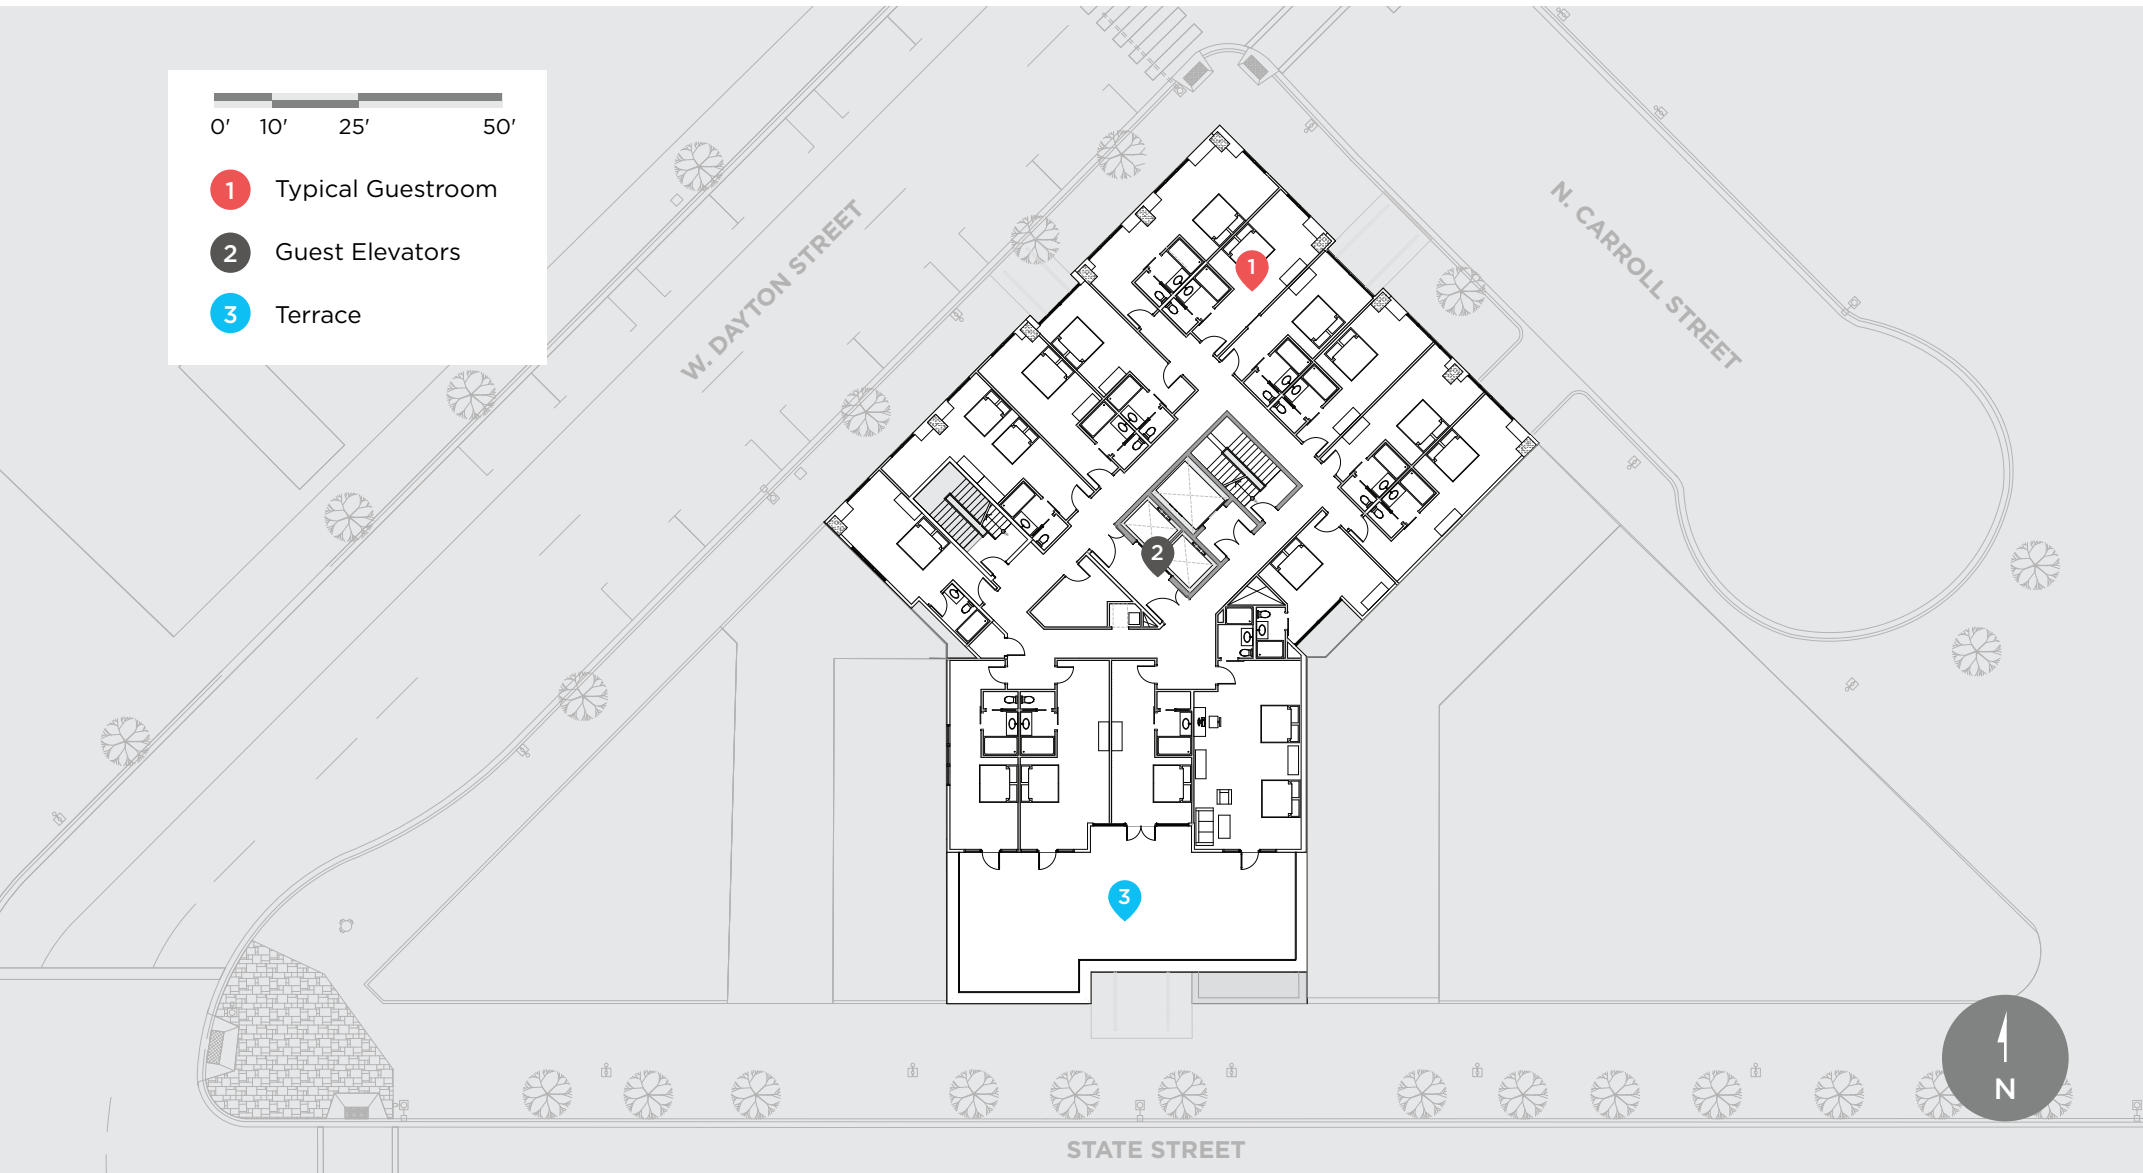 0' 10' 25' 50'
1 Typical Guestroom
2 Guest Elevators
3 Terrace
W. DAYTON STREET
N. CARROLL STREET
1
2
3
N
STATE STREET